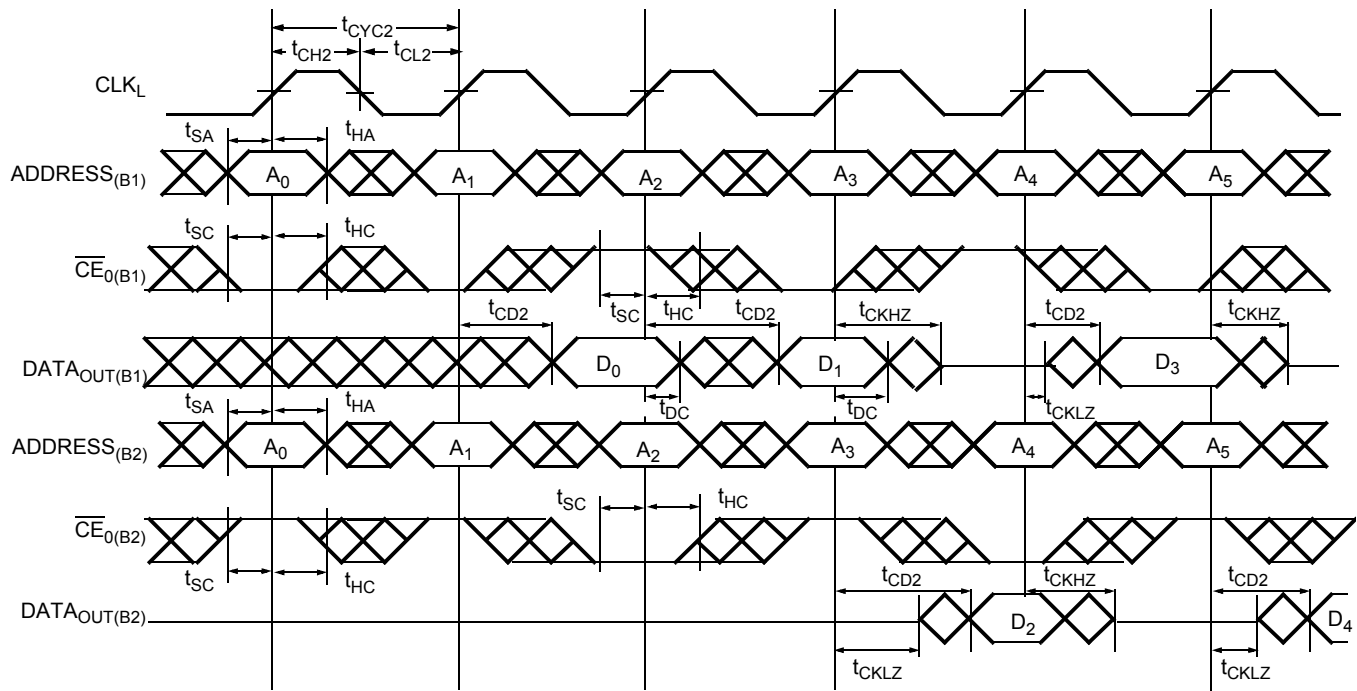 tCYC2
tCH2 tCL2
CLKL
tSA tHA
ADDRESS(B1) A0 A1 A2 A3 A4 A5
tSC tHC
CE0(B1)
tSC tHC
tCD2 tCD2 tCKHZ tCD2 tCKHZ
DATAOUT(B1) D0 D1 D3
tDC tDC tCKLZ
tSA tHA
ADDRESS(B2) A0 A1 A2 A3 A4 A5
tSC tHC
CE0(B2)
tSC tHC
tCD2 tCKHZ tCD2
DATAOUT(B2) D2 D4
tCKLZ tCKLZ